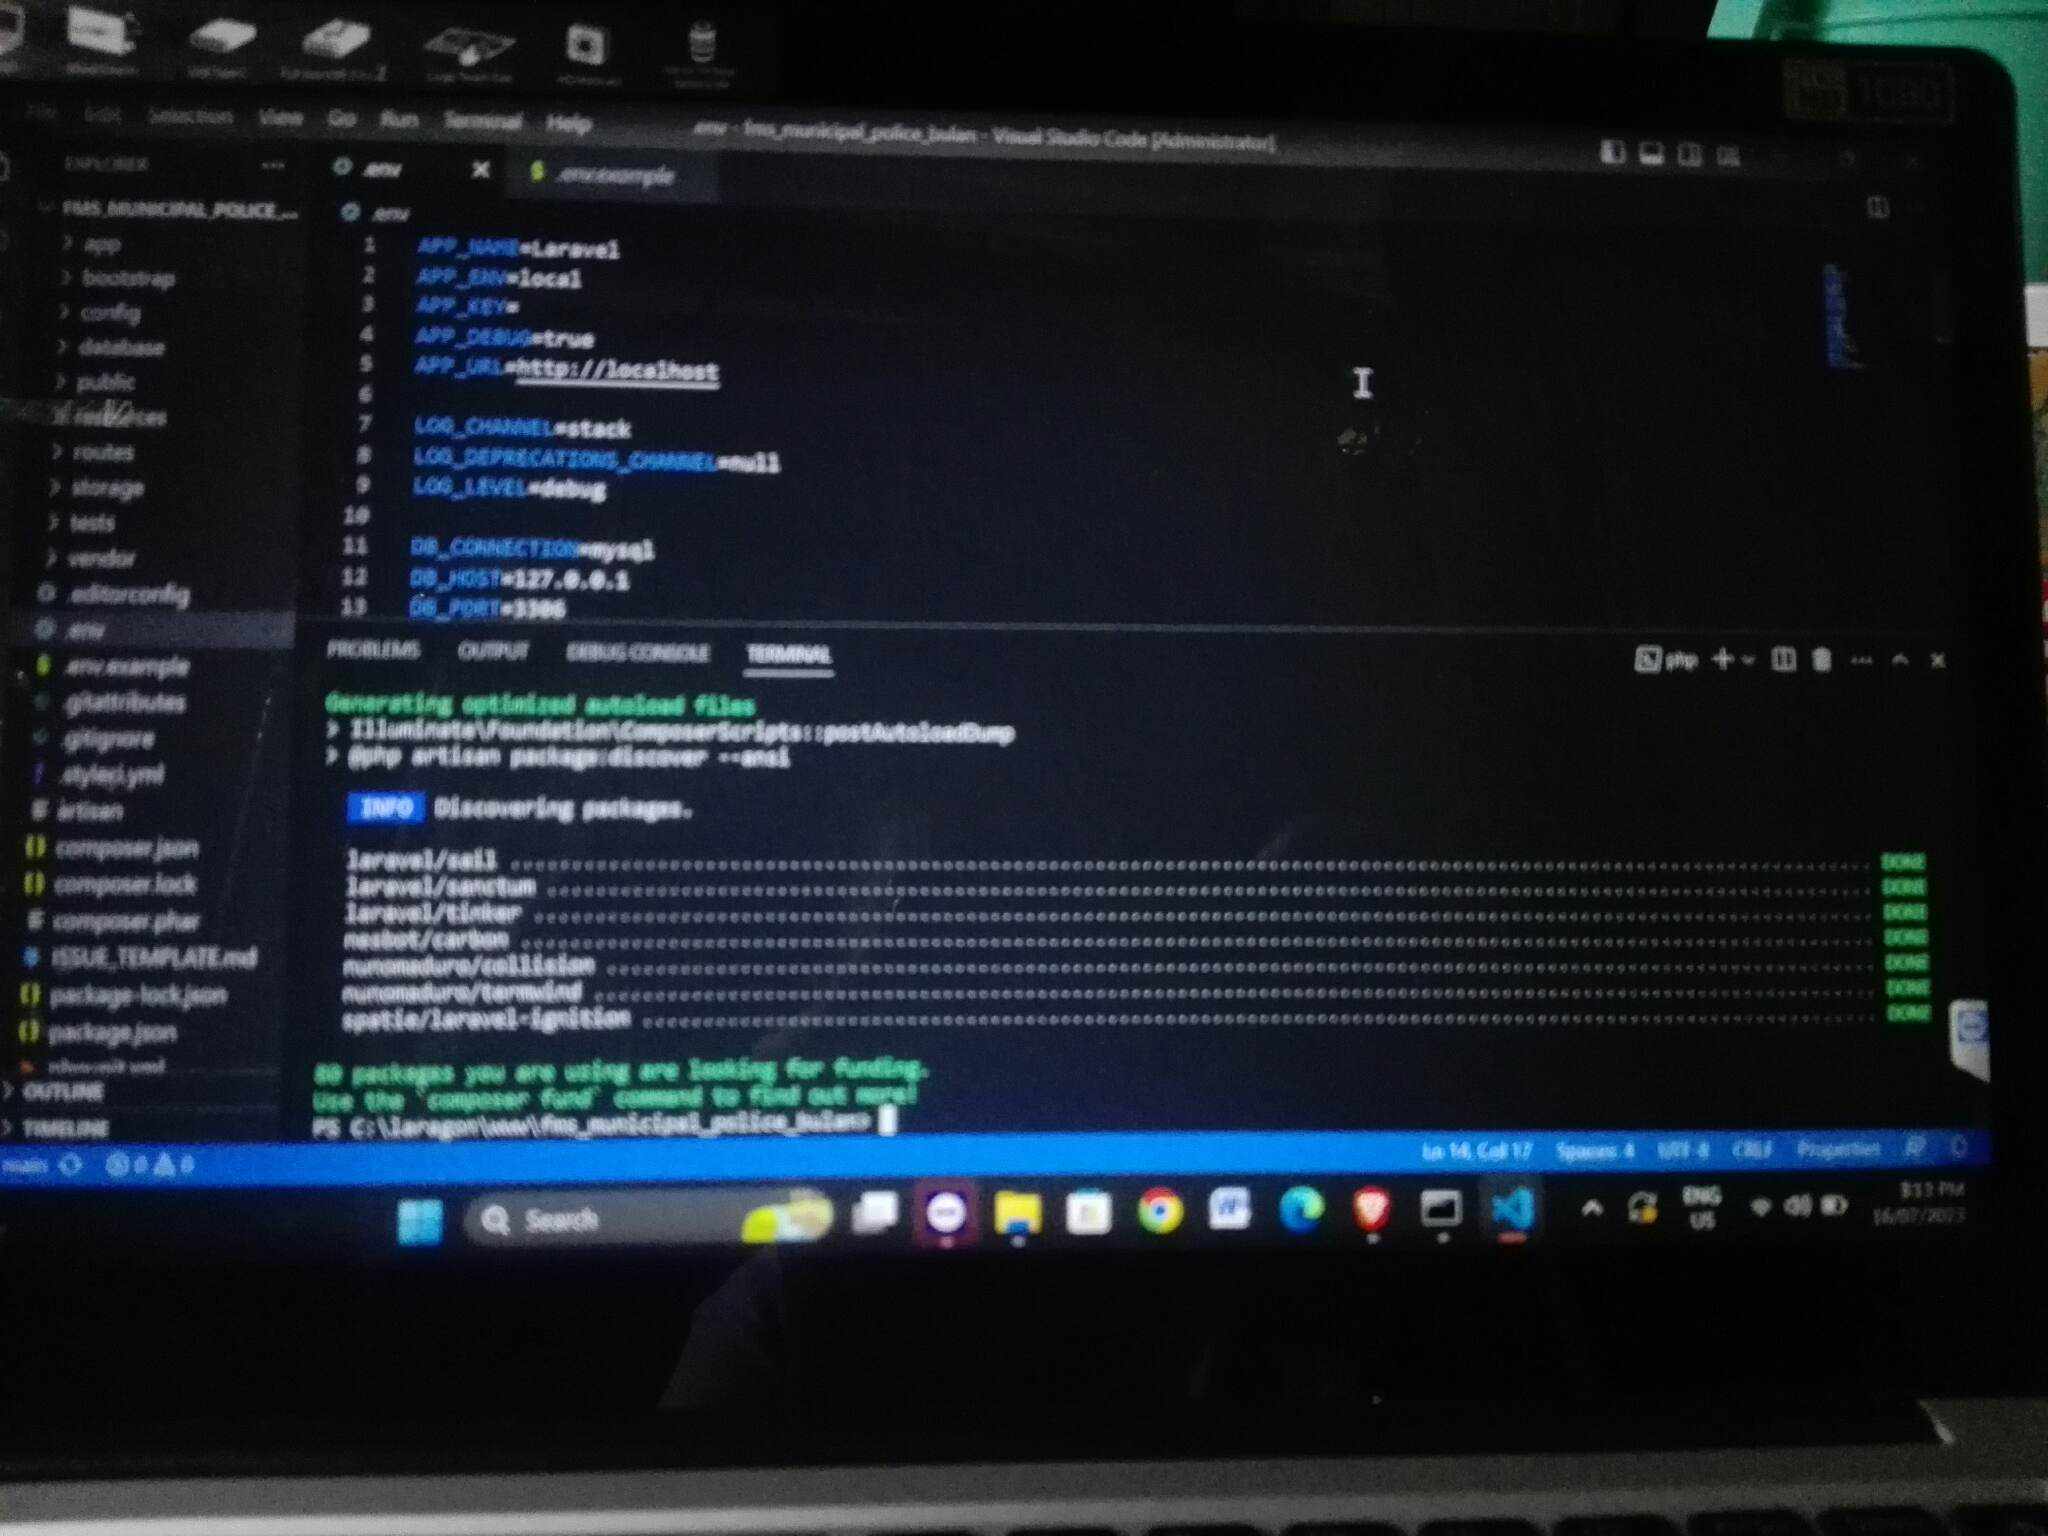 File Edit Selection View Go Run Terminal Help
.env - fms_municipal_police_bulan - Visual Studio Code [Administrator]
EXPLORER
.env
.env.example
FMS_MUNICIPAL_POLICE_...
app
bootstrap
config
database
public
resources
routes
storage
tests
vendor
.editorconfig
.env
.env.example
.gitattributes
.gitignore
.styleci.yml
artisan
composer.json
composer.lock
composer.phar
ISSUE_TEMPLATE.md
package-lock.json
package.json
OUTLINE
TIMELINE
.env
1 APP_NAME=Laravel
2 APP_ENV=local
3 APP_KEY=
4 APP_DEBUG=true
5 APP_URL=http://localhost
6
7 LOG_CHANNEL=stack
8 LOG_DEPRECATIONS_CHANNEL=null
9 LOG_LEVEL=debug
10
11 DB_CONNECTION=mysql
12 DB_HOST=127.0.0.1
13 DB_PORT=3306
PROBLEMS OUTPUT DEBUG CONSOLE TERMINAL
php
Generating optimized autoload files
> Illuminate\Foundation\ComposerScripts::postAutoloadDump
> @php artisan package:discover --ansi
INFO Discovering packages.
laravel/sail DONE
laravel/sanctum DONE
laravel/tinker DONE
nesbot/carbon DONE
nunomaduro/collision DONE
nunomaduro/termwind DONE
spatie/laravel-ignition DONE
80 packages you are using are looking for funding.
Use the `composer fund` command to find out more!
PS C:\laragon\www\fms_municipal_police_bulan>
main 0 0
Ln 14, Col 17 Spaces: 4 UTF-8 CRLF Properties
Search
ENG
US
3:13 PM
16/07/2023